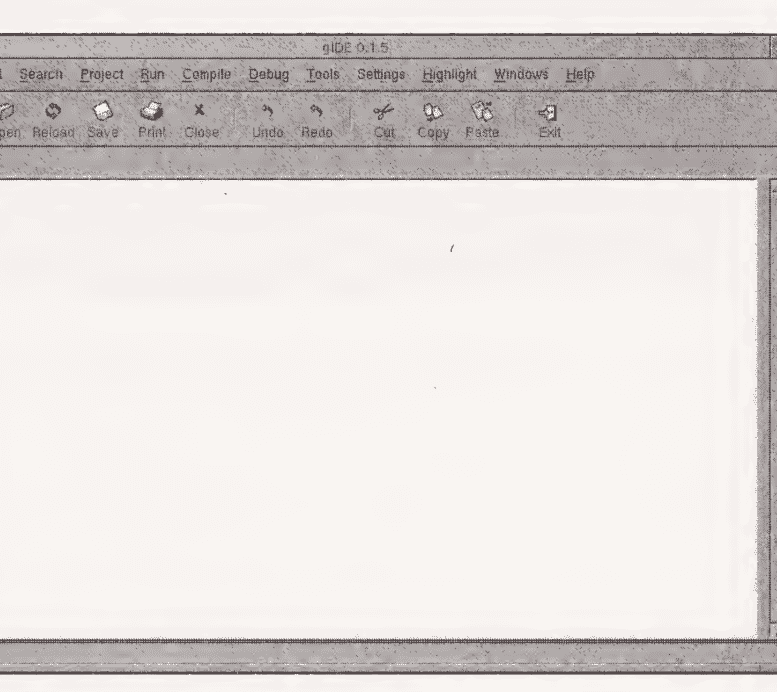 gIDE 0.1.5
Search Project Run Compile Debug Tools Settings Highlight Windows Help
pen Reload Save Print Close Undo Redo Cut Copy Paste Exit